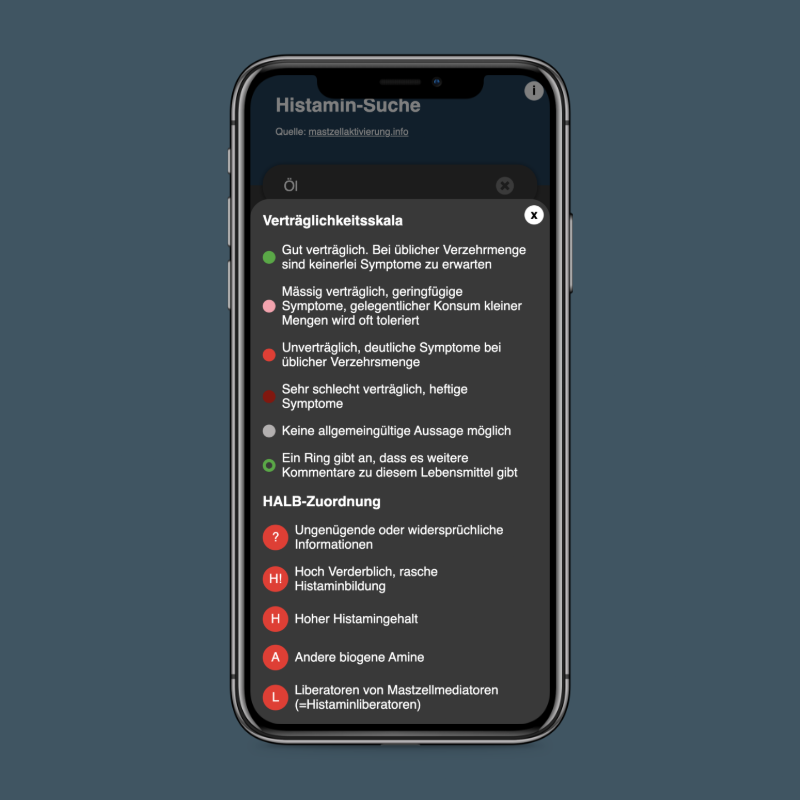 Histamin-Suche
i
Quelle: mastzellaktivierung.info
Öl
x
Verträglichkeitsskala
Gut verträglich. Bei üblicher Verzehrmenge
sind keinerlei Symptome zu erwarten
Mässig verträglich, geringfügige
Symptome, gelegentlicher Konsum kleiner
Mengen wird oft toleriert
Unverträglich, deutliche Symptome bei
üblicher Verzehrsmenge
Sehr schlecht verträglich, heftige
Symptome
Keine allgemeingültige Aussage möglich
Ein Ring gibt an, dass es weitere
Kommentare zu diesem Lebensmittel gibt
HALB-Zuordnung
? Ungenügende oder widersprüchliche
Informationen
H! Hoch Verderblich, rasche
Histaminbildung
H Hoher Histamingehalt
A Andere biogene Amine
L Liberatoren von Mastzellmediatoren
(=Histaminliberatoren)